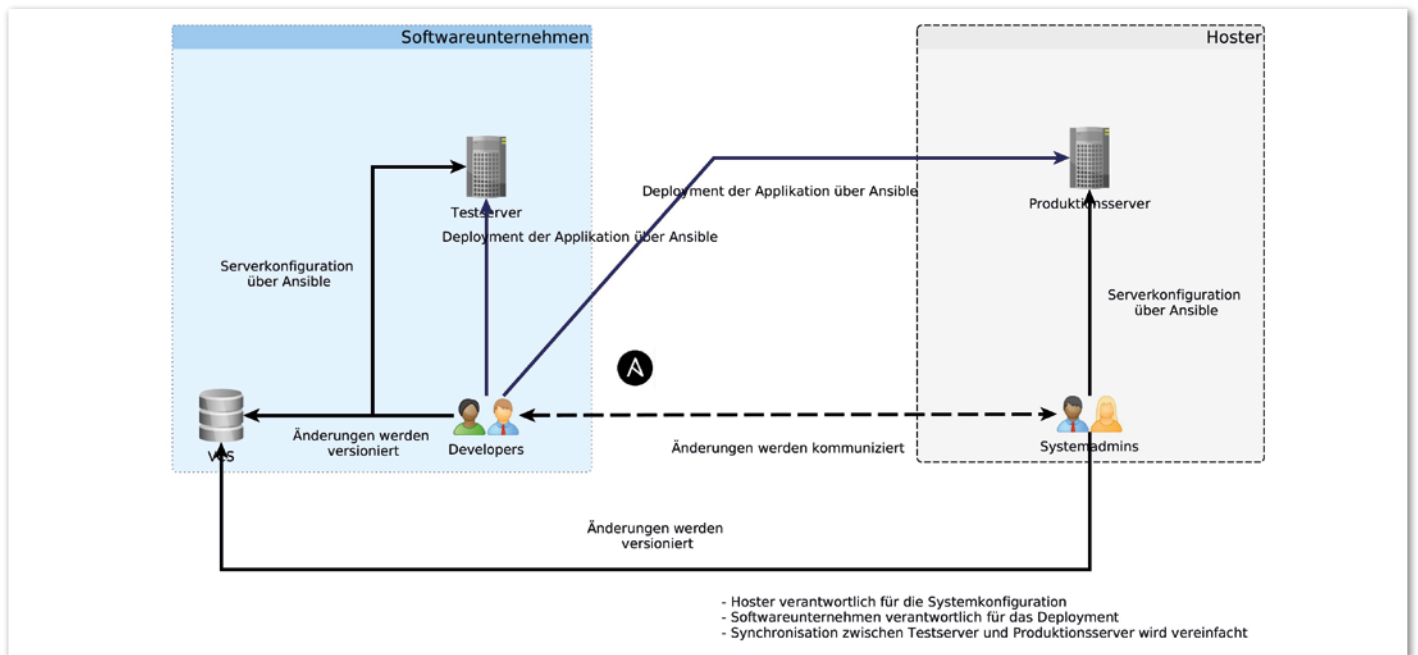 Softwareunternehmen
Hoster
Testserver
Deployment der Applikation über Ansible
Deployment der Applikation über Ansible
Produktionsserver
Serverkonfiguration
über Ansible
Serverkonfiguration
über Ansible
VCS
Änderungen werden
versioniert
Developers
Änderungen werden kommuniziert
Systemadmins
Änderungen werden
versioniert
- Hoster verantwortlich für die Systemkonfiguration
- Softwareunternehmen verantwortlich für das Deployment
- Synchronisation zwischen Testserver und Produktionsserver wird vereinfacht